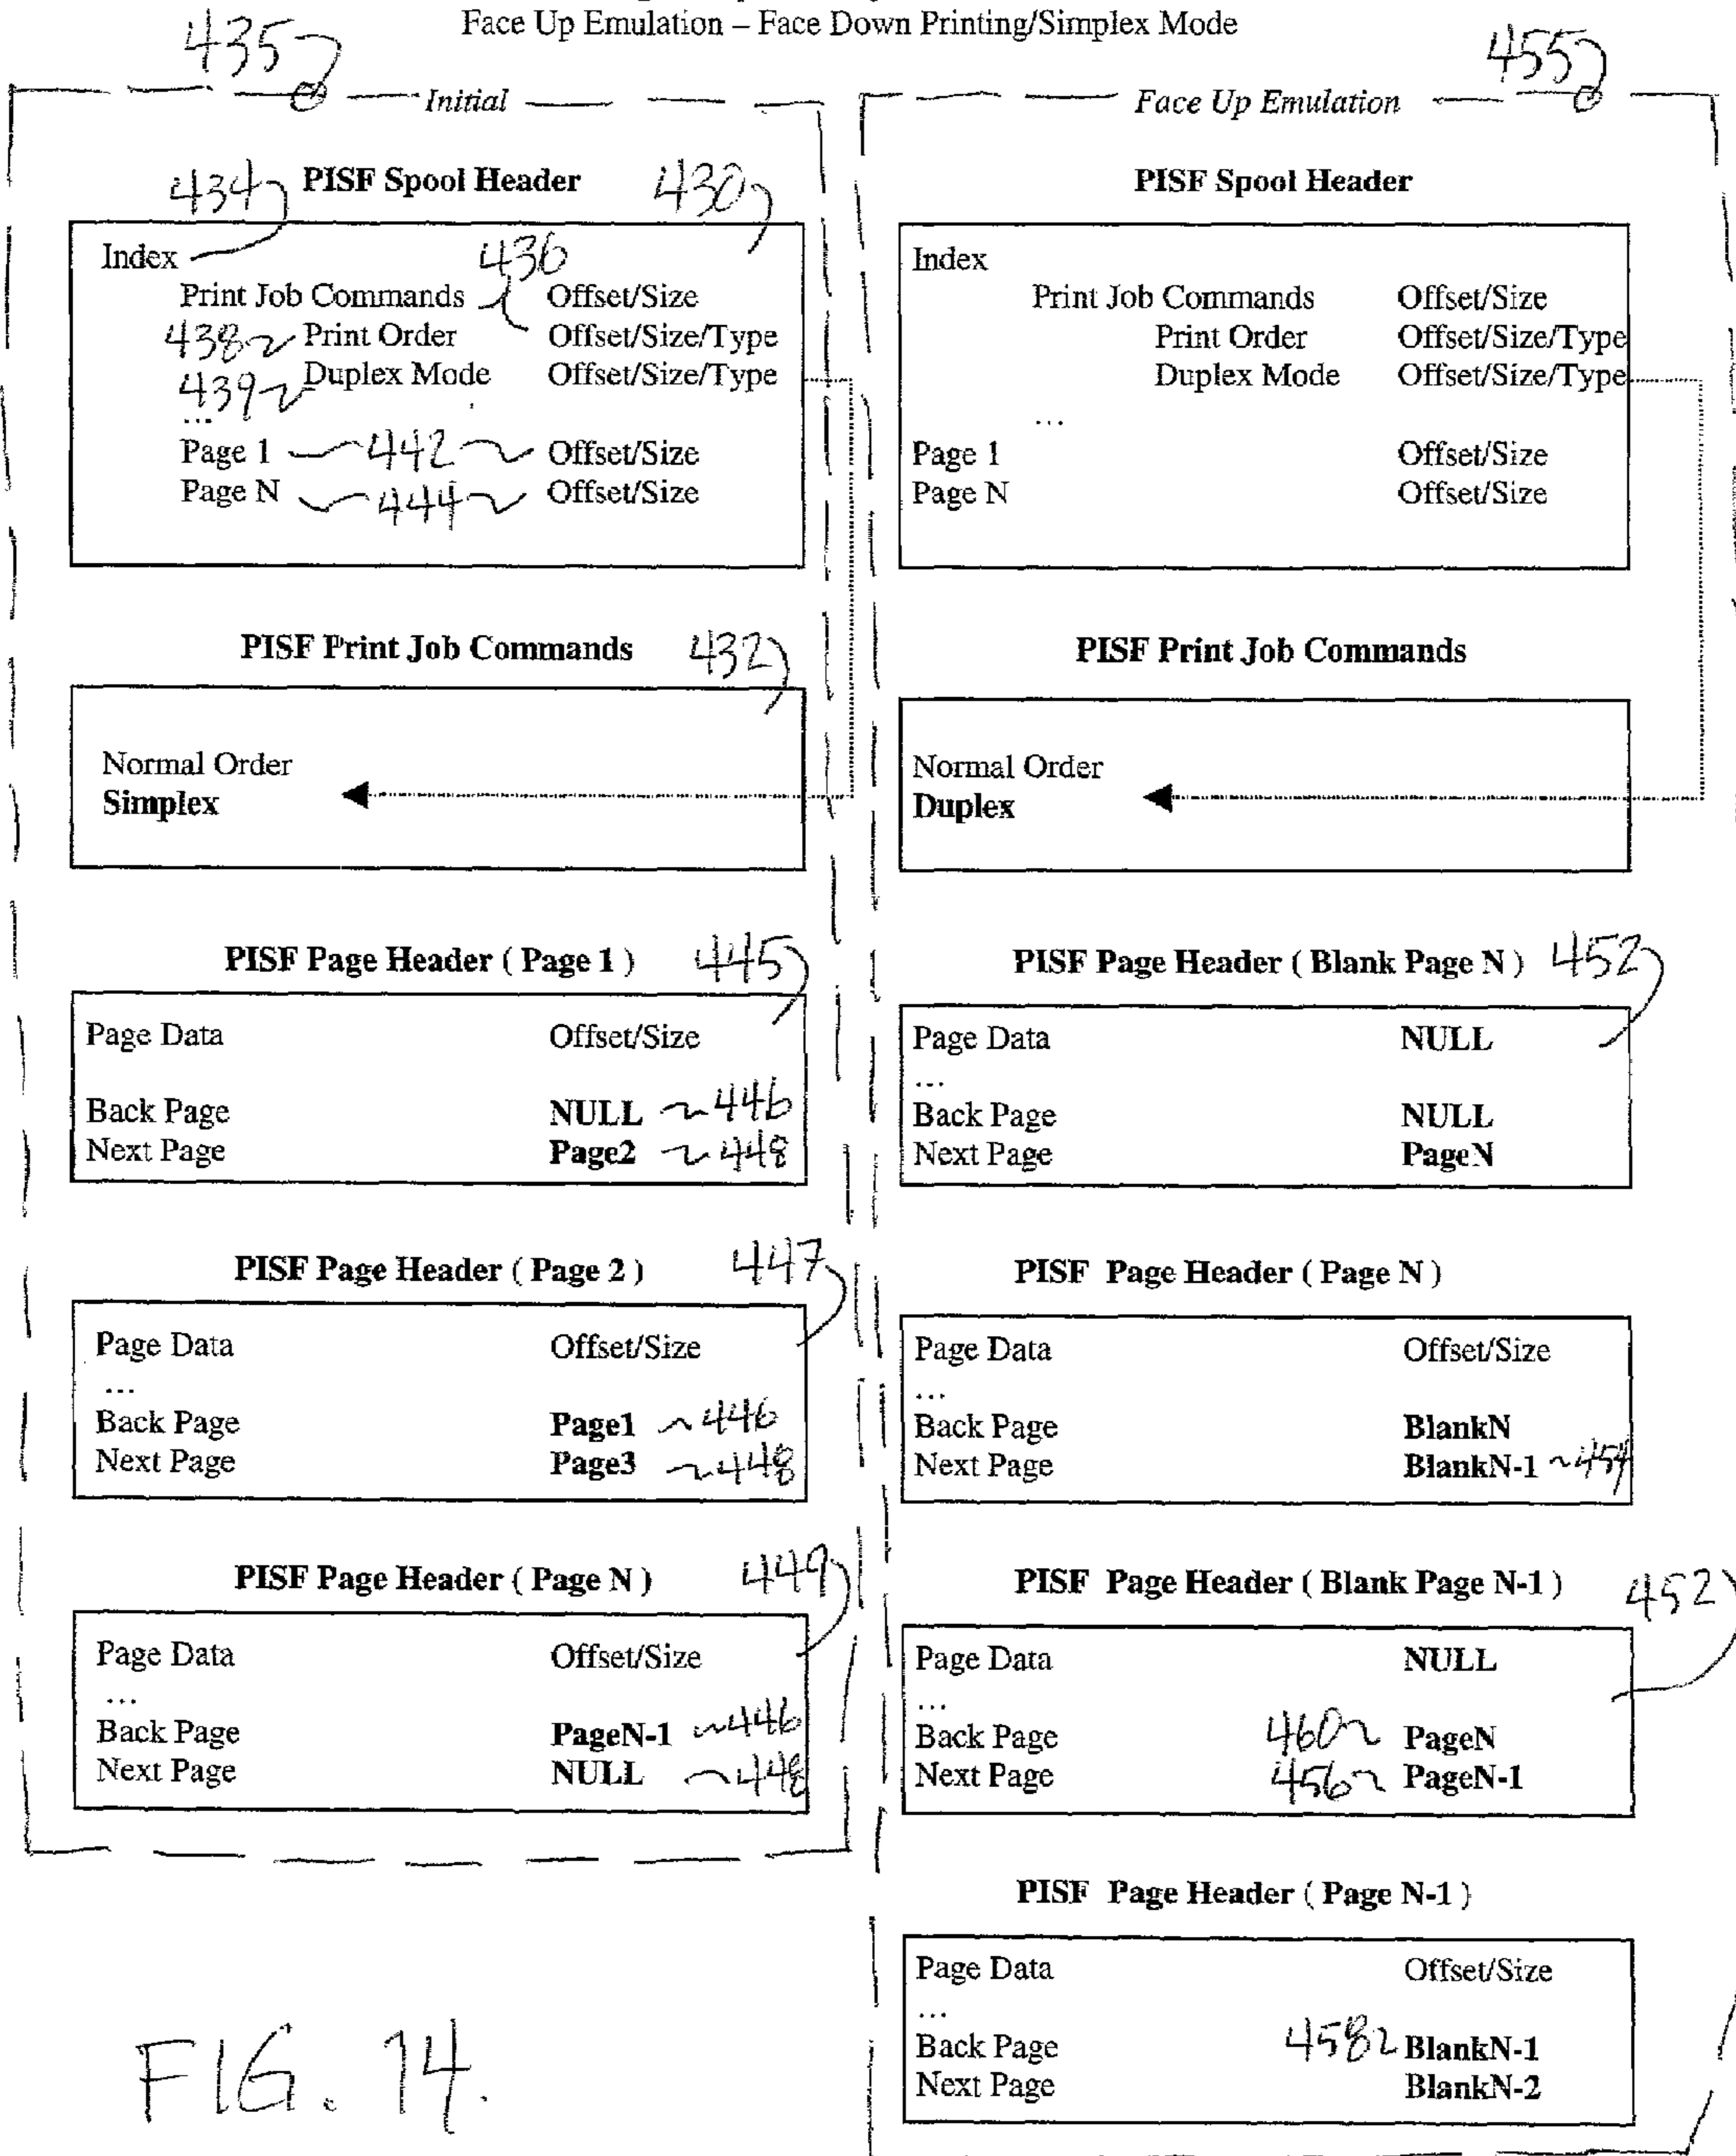 Face Up Emulation – Face Down Printing/Simplex Mode
435
Initial
434
PISF Spool Header
430
Index
436
Print Job Commands Offset/Size
438 Print Order Offset/Size/Type
439 Duplex Mode Offset/Size/Type
...
Page 1 442 Offset/Size
Page N 444 Offset/Size
PISF Print Job Commands 432
Normal Order
Simplex
PISF Page Header ( Page 1 ) 445
Page Data Offset/Size
Back Page NULL 446
Next Page Page2 448
PISF Page Header ( Page 2 ) 447
Page Data Offset/Size
...
Back Page Page1 446
Next Page Page3 448
PISF Page Header ( Page N ) 449
Page Data Offset/Size
...
Back Page PageN-1 446
Next Page NULL 448
455
Face Up Emulation
PISF Spool Header
Index
Print Job Commands Offset/Size
Print Order Offset/Size/Type
Duplex Mode Offset/Size/Type
...
Page 1 Offset/Size
Page N Offset/Size
PISF Print Job Commands
Normal Order
Duplex
PISF Page Header ( Blank Page N ) 452
Page Data NULL
...
Back Page NULL
Next Page PageN
PISF Page Header ( Page N )
Page Data Offset/Size
...
Back Page BlankN
Next Page BlankN-1 454
PISF Page Header ( Blank Page N-1 ) 452
Page Data NULL
...
Back Page 460 PageN
Next Page 456 PageN-1
PISF Page Header ( Page N-1 )
Page Data Offset/Size
...
Back Page 458 BlankN-1
Next Page BlankN-2
FIG. 14.